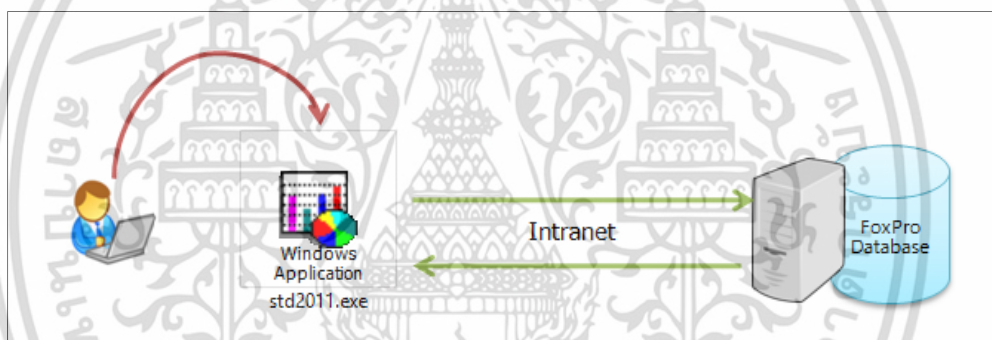 Windows
Application
std2011.exe
Intranet
FoxPro
Database